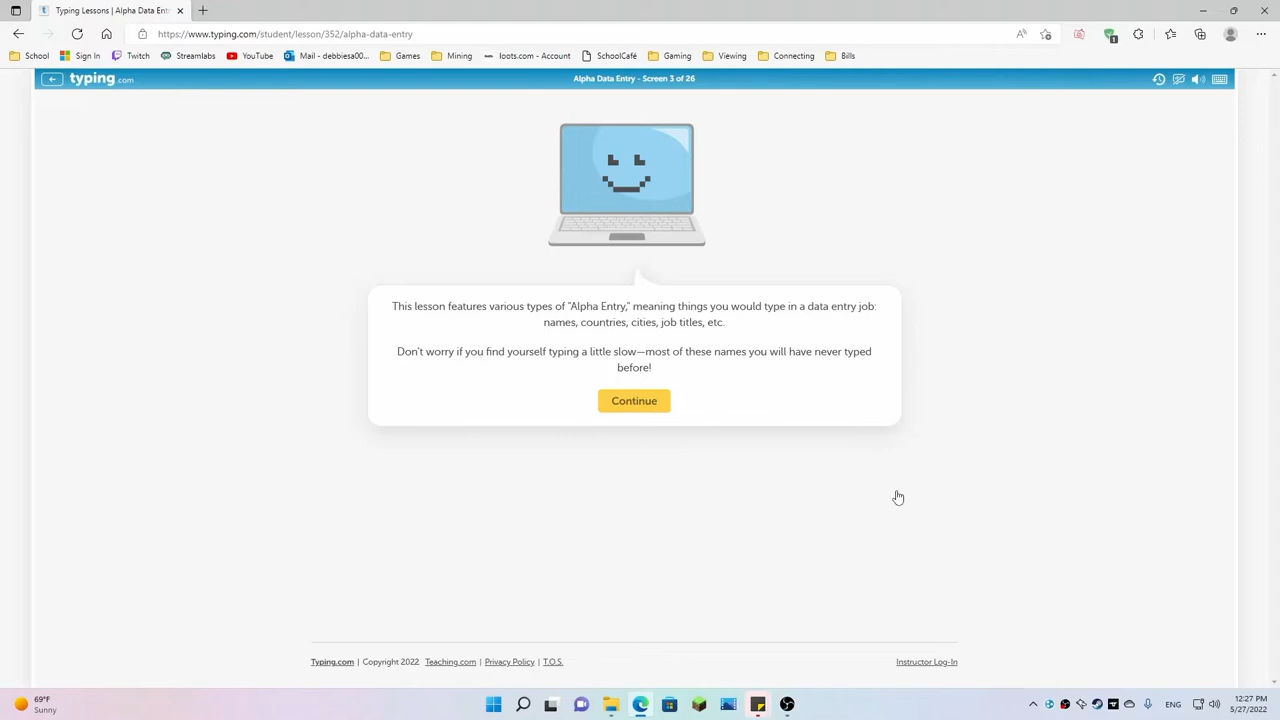 Typing Lessons | Alpha Data Entr
https://www.typing.com/student/lesson/352/alpha-data-entry
School Sign In Twitch Streamlabs YouTube Mail - debbiesa00... Games Mining loots.com - Account SchoolCafé Gaming Viewing Connecting Bills
typing.com Alpha Data Entry - Screen 3 of 26
This lesson features various types of "Alpha Entry," meaning things you would type in a data entry job:
names, countries, cities, job titles, etc.
Don't worry if you find yourself typing a little slow—most of these names you will have never typed
before!
Continue
Typing.com | Copyright 2022 Teaching.com | Privacy Policy | T.O.S. Instructor Log-In
69°F
Sunny
ENG
12:27 PM
5/27/2022